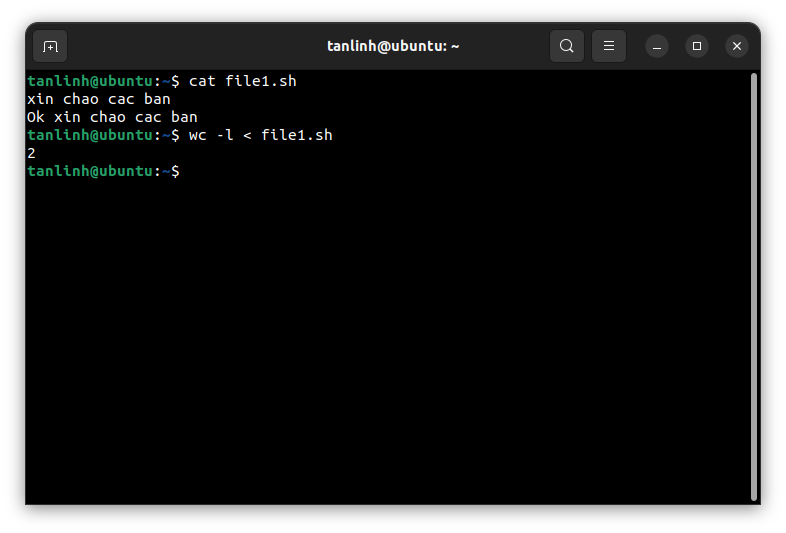 tanlinh@ubuntu: ~
tanlinh@ubuntu:~$ cat file1.sh
xin chao cac ban
Ok xin chao cac ban
tanlinh@ubuntu:~$ wc -l < file1.sh
2
tanlinh@ubuntu:~$